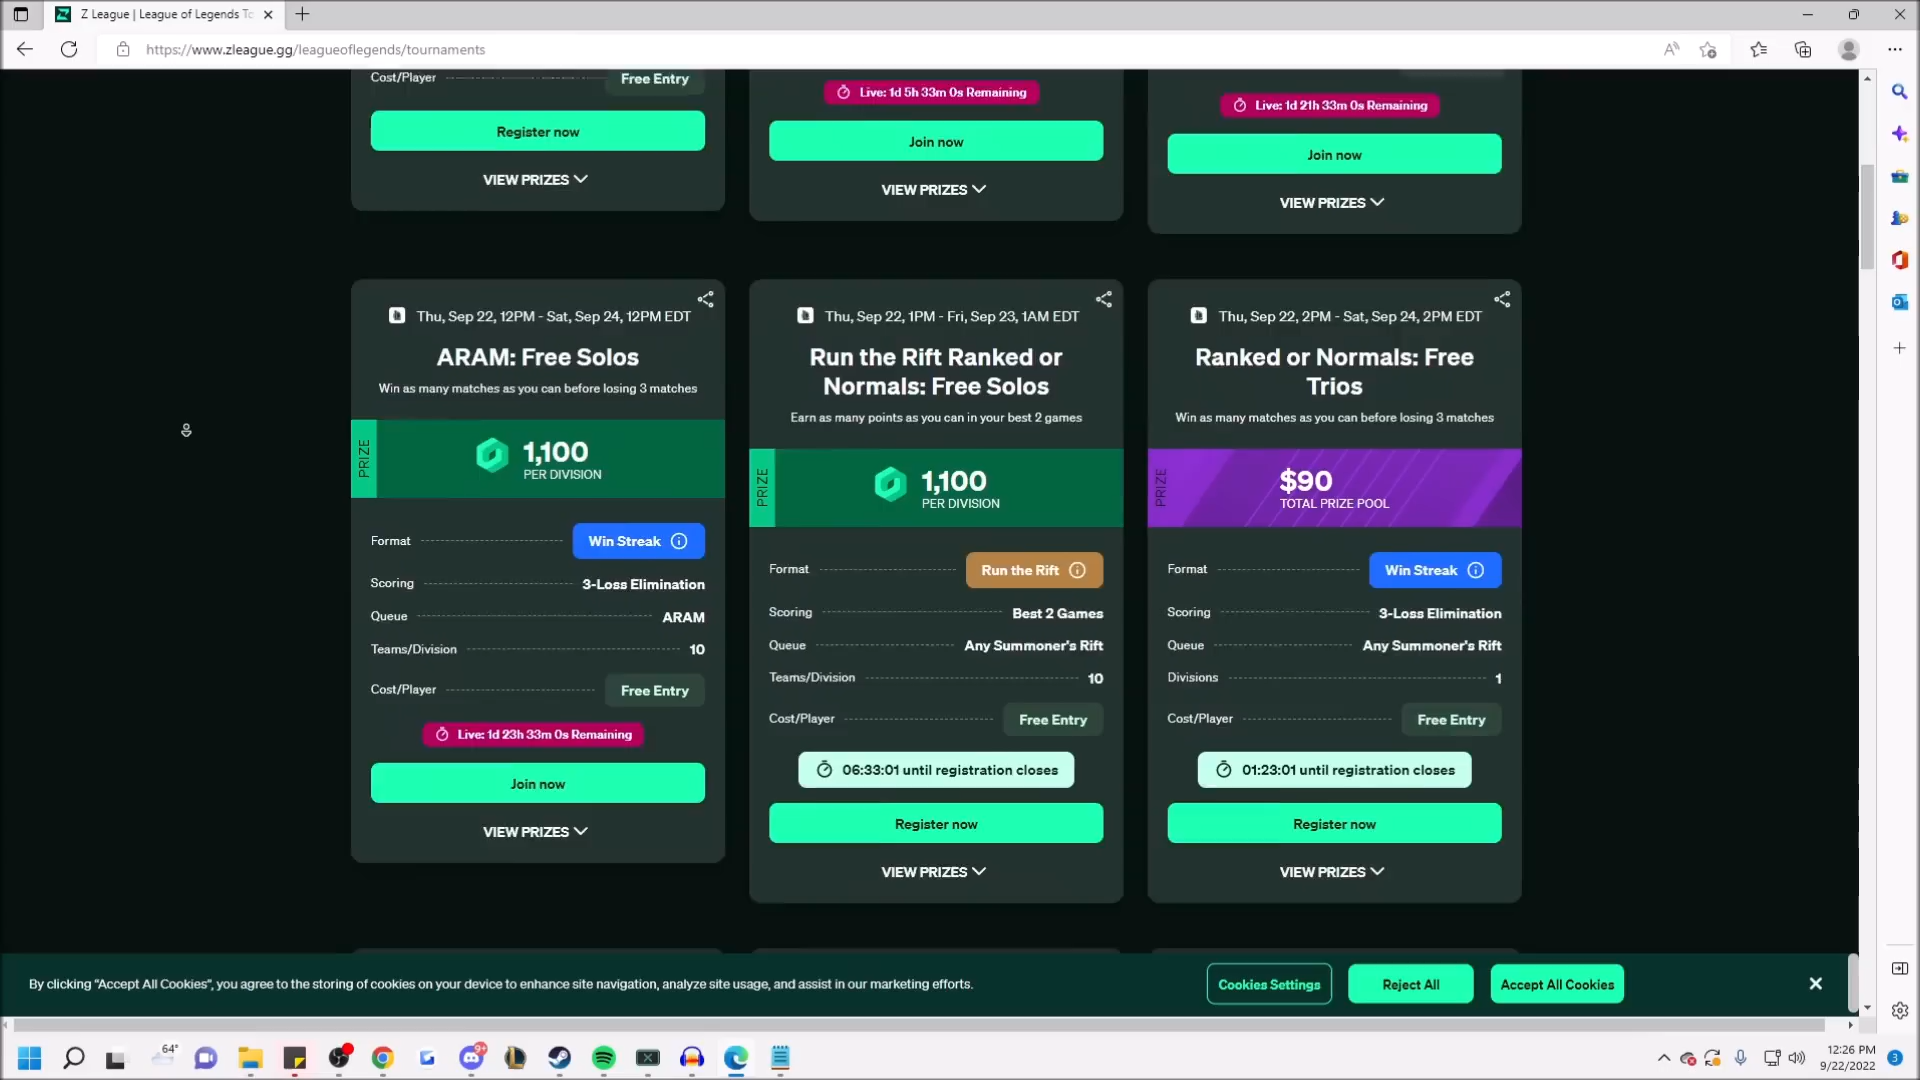 Z League | League of Legends To
https://www.zleague.gg/leagueoflegends/tournaments
Cost/Player
Free Entry
Register now
VIEW PRIZES
Live: 1d 5h 33m 0s Remaining
Join now
VIEW PRIZES
Live: 1d 21h 33m 0s Remaining
Join now
VIEW PRIZES
Thu, Sep 22, 12PM - Sat, Sep 24, 12PM EDT
ARAM: Free Solos
Win as many matches as you can before losing 3 matches
PRIZE
1,100
PER DIVISION
Format
Win Streak
Scoring
3-Loss Elimination
Queue
ARAM
Teams/Division
10
Cost/Player
Free Entry
Live: 1d 23h 33m 0s Remaining
Join now
VIEW PRIZES
Thu, Sep 22, 1PM - Fri, Sep 23, 1AM EDT
Run the Rift Ranked or
Normals: Free Solos
Earn as many points as you can in your best 2 games
PRIZE
1,100
PER DIVISION
Format
Run the Rift
Scoring
Best 2 Games
Queue
Any Summoner's Rift
Teams/Division
10
Cost/Player
Free Entry
06:33:01 until registration closes
Register now
VIEW PRIZES
Thu, Sep 22, 2PM - Sat, Sep 24, 2PM EDT
Ranked or Normals: Free
Trios
Win as many matches as you can before losing 3 matches
PRIZE
$90
TOTAL PRIZE POOL
Format
Win Streak
Scoring
3-Loss Elimination
Queue
Any Summoner's Rift
Divisions
1
Cost/Player
Free Entry
01:23:01 until registration closes
Register now
VIEW PRIZES
By clicking "Accept All Cookies", you agree to the storing of cookies on your device to enhance site navigation, analyze site usage, and assist in our marketing efforts.
Cookies Settings
Reject All
Accept All Cookies
64°
9+
12:26 PM
9/22/2022
3